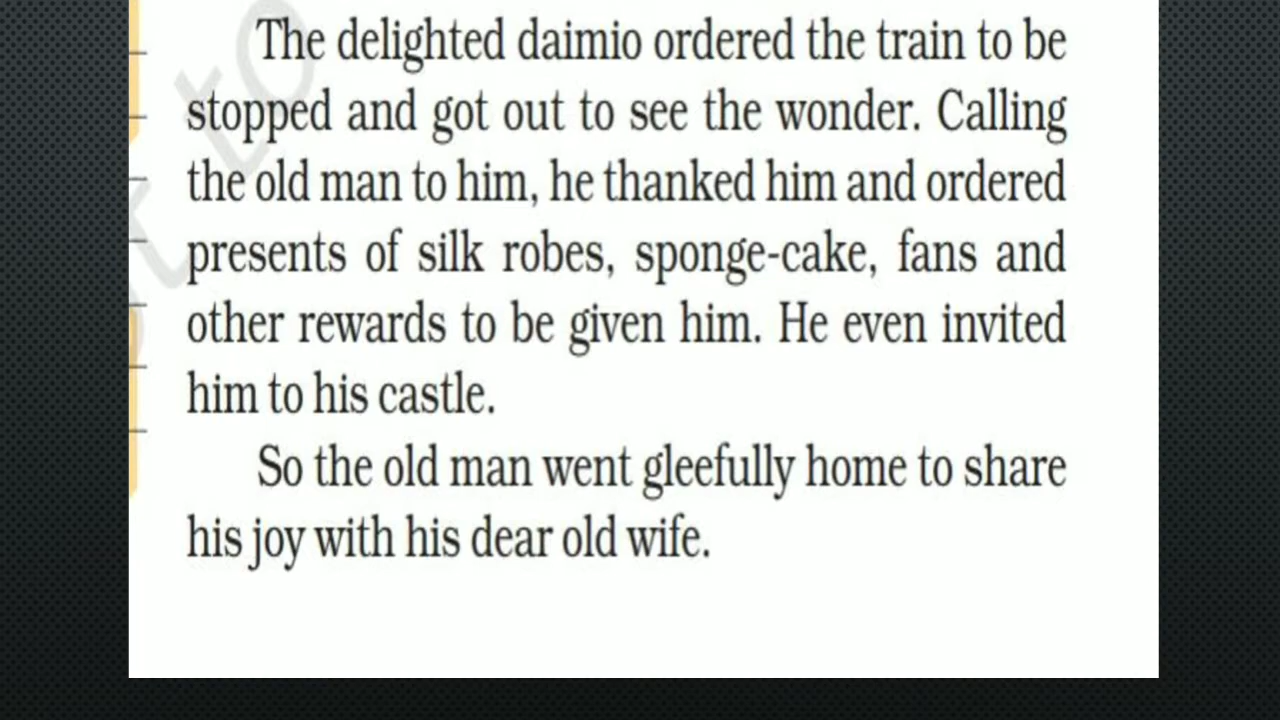 The delighted daimio ordered the train to be
stopped and got out to see the wonder. Calling
the old man to him, he thanked him and ordered
presents of silk robes, sponge-cake, fans and
other rewards to be given him. He even invited
him to his castle.
So the old man went gleefully home to share
his joy with his dear old wife.
to